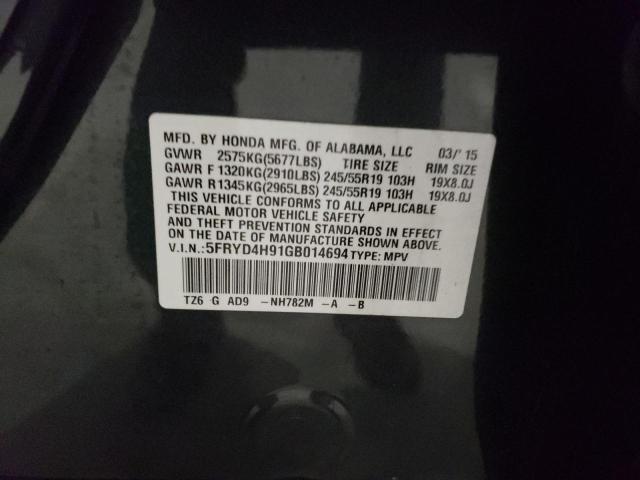 MFD. BY HONDA MFG. OF ALABAMA, LLC 03/'15
GVWR 2575KG(5677LBS) TIRE SIZE RIM SIZE
GAWR F 1320KG(2910LBS) 245/55R19 103H 19X8.0J
GAWR R1345KG(2965LBS) 245/55R19 103H 19X8.0J
THIS VEHICLE CONFORMS TO ALL APPLICABLE
FEDERAL MOTOR VEHICLE SAFETY
AND THEFT PREVENTION STANDARDS IN EFFECT
ON THE DATE OF MANUFACTURE SHOWN ABOVE.
V.I.N.:5FRYD4H91GB014694 TYPE: MPV
TZ6 G AD9 –NH782M –A –B